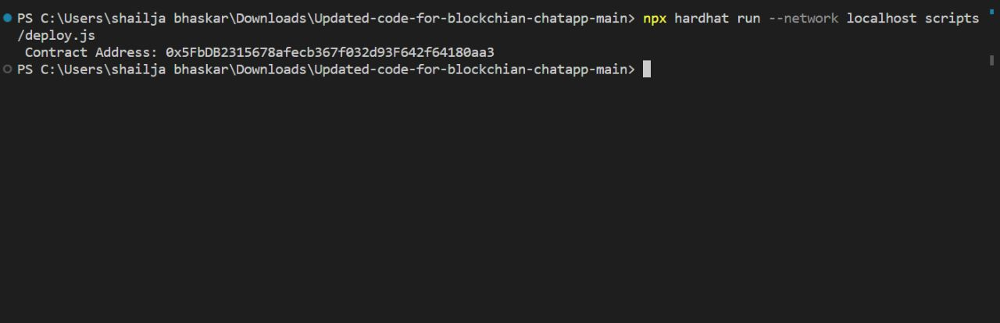 PS C:\Users\shailja bhaskar\Downloads\Updated-code-for-blockchian-chatapp-main> npx hardhat run --network localhost scripts
/deploy.js
Contract Address: 0x5FbDB2315678afecb367f032d93F642f64180aa3
PS C:\Users\shailja bhaskar\Downloads\Updated-code-for-blockchian-chatapp-main>